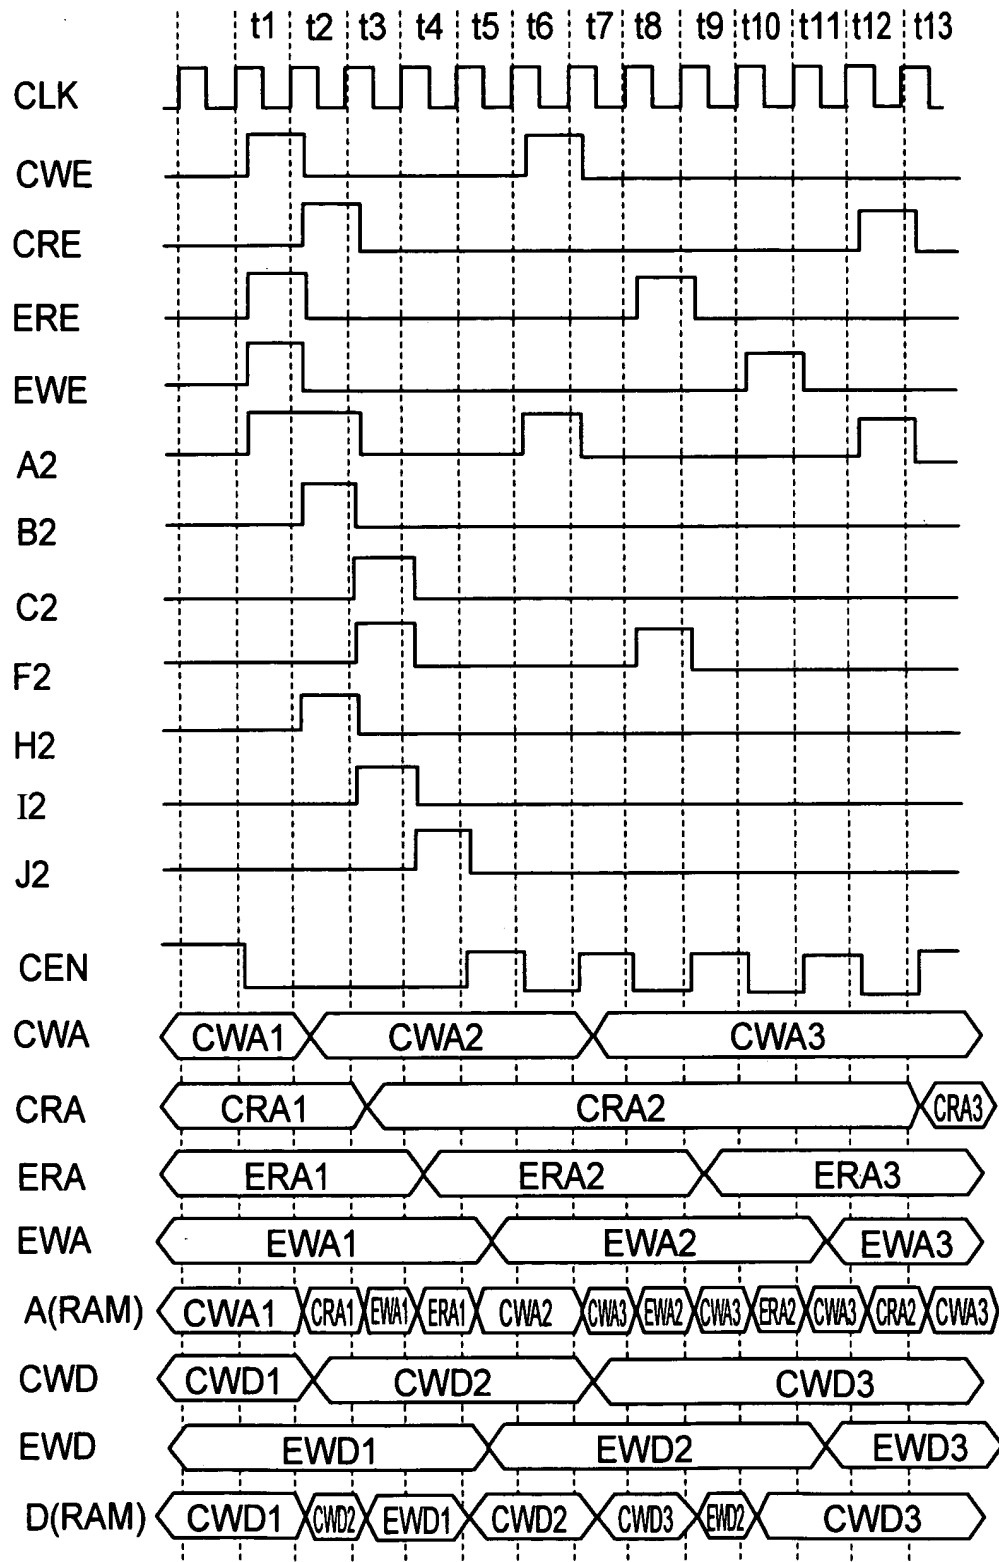 t1 t2 t3 t4 t5 t6 t7 t8 t9 t10 t11 t12 t13
CLK
CWE
CRE
ERE
EWE
A2
B2
C2
F2
H2
I2
J2
CEN
CWA CWA1 CWA2 CWA3
CRA CRA1 CRA2 CRA3
ERA ERA1 ERA2 ERA3
EWA EWA1 EWA2 EWA3
A(RAM) CWA1 CRA1 EWA1 ERA1 CWA2 CWA3 EWA2 CWA3 ERA2 CWA3 CRA2 CWA3
CWD CWD1 CWD2 CWD3
EWD EWD1 EWD2 EWD3
D(RAM) CWD1 CWD2 EWD1 CWD2 CWD3 EWD2 CWD3